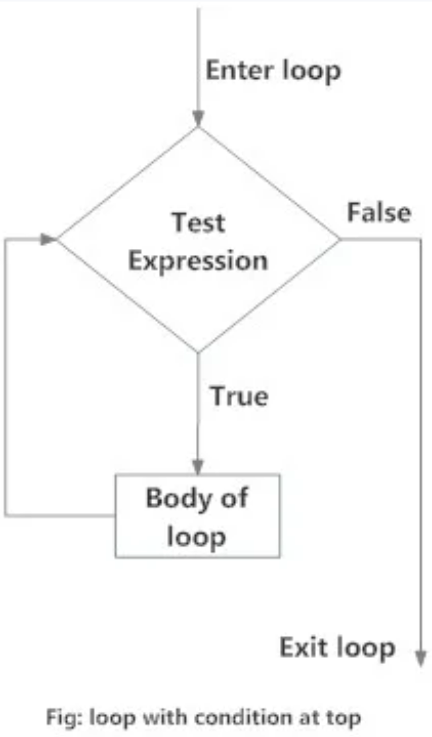 Enter loop
False
Test
Expression
True
Body of
loop
Exit loop
Fig: loop with condition at top